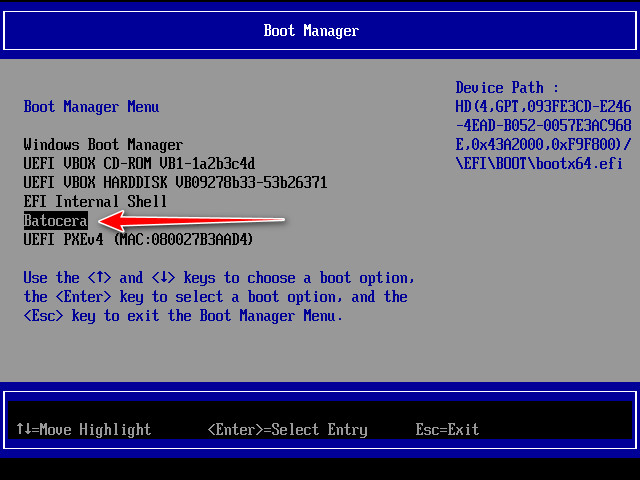 Boot Manager
Device Path :
Boot Manager Menu
HD(4,GPT,093FE3CD-E246
-4EAD-B052-0057E3AC968
E,0x43A2000,0xF9F800)/
\EFI\BOOT\bootx64.efi
Windows Boot Manager
UEFI VBOX CD-ROM VB1-1a2b3c4d
UEFI VBOX HARDDISK VB09278b33-53b26371
EFI Internal Shell
Batocera
UEFI PXEv4 (MAC:080027B3AAD4)
Use the <↑> and <↓> keys to choose a boot option,
the <Enter> key to select a boot option, and the
<Esc> key to exit the Boot Manager Menu.
↑↓=Move Highlight <Enter>=Select Entry Esc=Exit